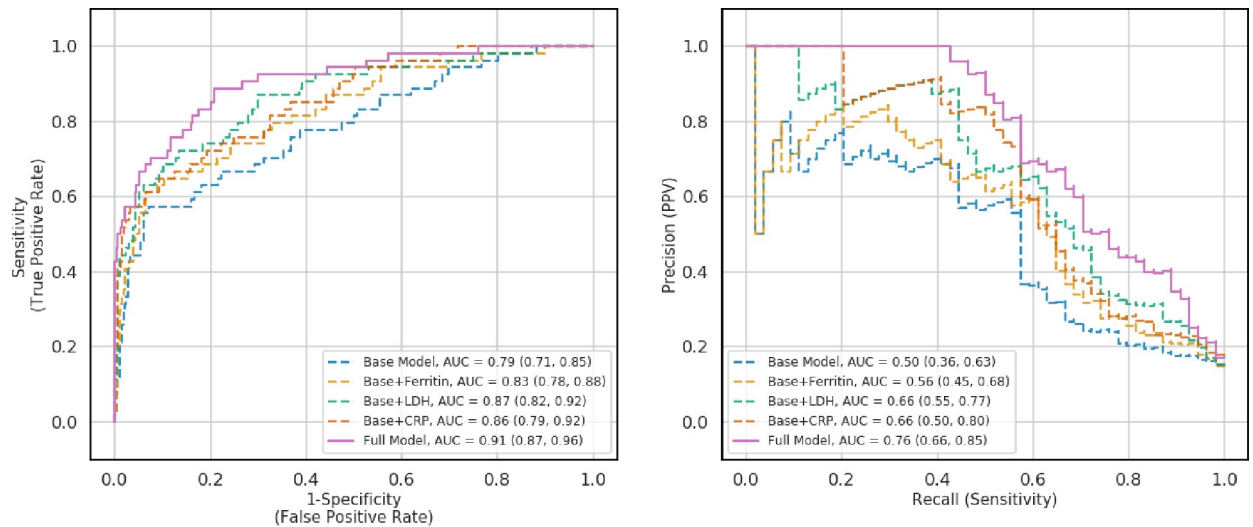 1.0
0.8
0.6
0.4
0.2
0.0
Sensitivity
(True Positive Rate)
Base Model, AUC = 0.79 (0.71, 0.85)
Base+Ferritin, AUC = 0.83 (0.78, 0.88)
Base+LDH, AUC = 0.87 (0.82, 0.92)
Base+CRP, AUC = 0.86 (0.79, 0.92)
Full Model, AUC = 0.91 (0.87, 0.96)
0.0 0.2 0.4 0.6 0.8 1.0
1-Specificity
(False Positive Rate)
1.0
0.8
0.6
0.4
0.2
0.0
Precision (PPV)
Base Model, AUC = 0.50 (0.36, 0.63)
Base+Ferritin, AUC = 0.56 (0.45, 0.68)
Base+LDH, AUC = 0.66 (0.55, 0.77)
Base+CRP, AUC = 0.66 (0.50, 0.80)
Full Model, AUC = 0.76 (0.66, 0.85)
0.0 0.2 0.4 0.6 0.8 1.0
Recall (Sensitivity)